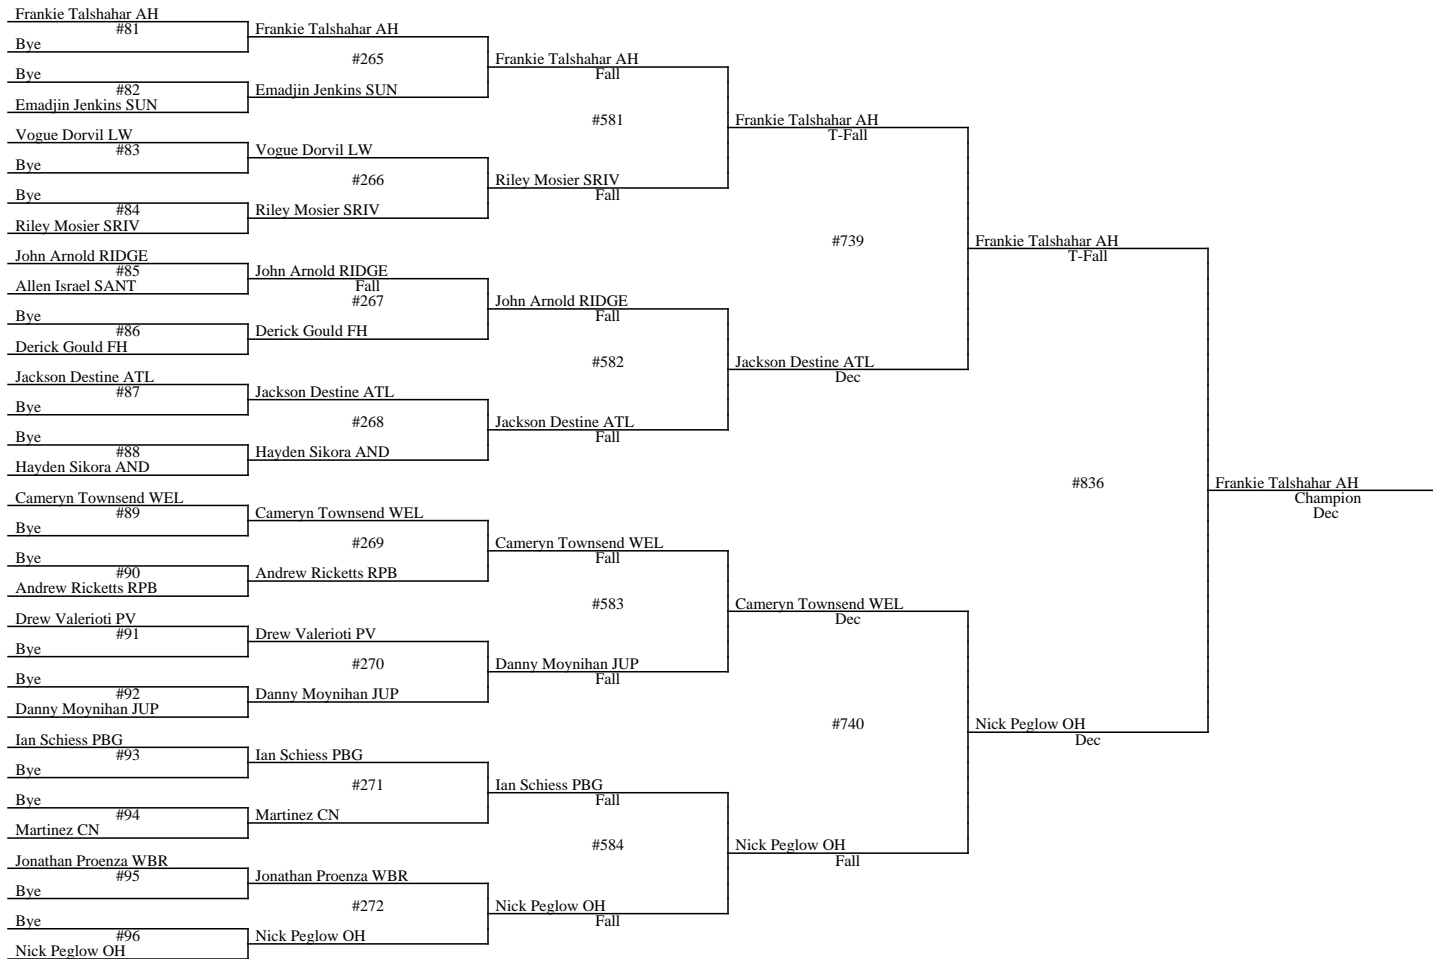 Frankie Talshahar AH
#81
Bye
Bye
#82
Emadjin Jenkins SUN
Vogue Dorvil LW
#83
Bye
Bye
#84
Riley Mosier SRIV
John Arnold RIDGE
#85
Allen Israel SANT
Bye
#86
Derick Gould FH
Jackson Destine ATL
#87
Bye
Bye
#88
Hayden Sikora AND
Cameryn Townsend WEL
#89
Bye
Bye
#90
Andrew Ricketts RPB
Drew Valerioti PV
#91
Bye
Bye
#92
Danny Moynihan JUP
Ian Schiess PBG
#93
Bye
Bye
#94
Martinez CN
Jonathan Proenza WBR
#95
Bye
Bye
#96
Nick Peglow OH
Frankie Talshahar AH
#265
Emadjin Jenkins SUN
Vogue Dorvil LW
#266
Riley Mosier SRIV
John Arnold RIDGE
Fall
#267
Derick Gould FH
Jackson Destine ATL
#268
Hayden Sikora AND
Cameryn Townsend WEL
#269
Andrew Ricketts RPB
Drew Valerioti PV
#270
Danny Moynihan JUP
Ian Schiess PBG
#271
Martinez CN
Jonathan Proenza WBR
#272
Nick Peglow OH
Frankie Talshahar AH
Fall
#581
Riley Mosier SRIV
Fall
John Arnold RIDGE
Fall
#582
Jackson Destine ATL
Fall
Cameryn Townsend WEL
Fall
#583
Danny Moynihan JUP
Fall
Ian Schiess PBG
Fall
#584
Nick Peglow OH
Fall
Frankie Talshahar AH
T-Fall
#739
Jackson Destine ATL
Dec
Cameryn Townsend WEL
Dec
#740
Nick Peglow OH
Fall
Frankie Talshahar AH
T-Fall
#836
Nick Peglow OH
Dec
Frankie Talshahar AH
Champion
Dec